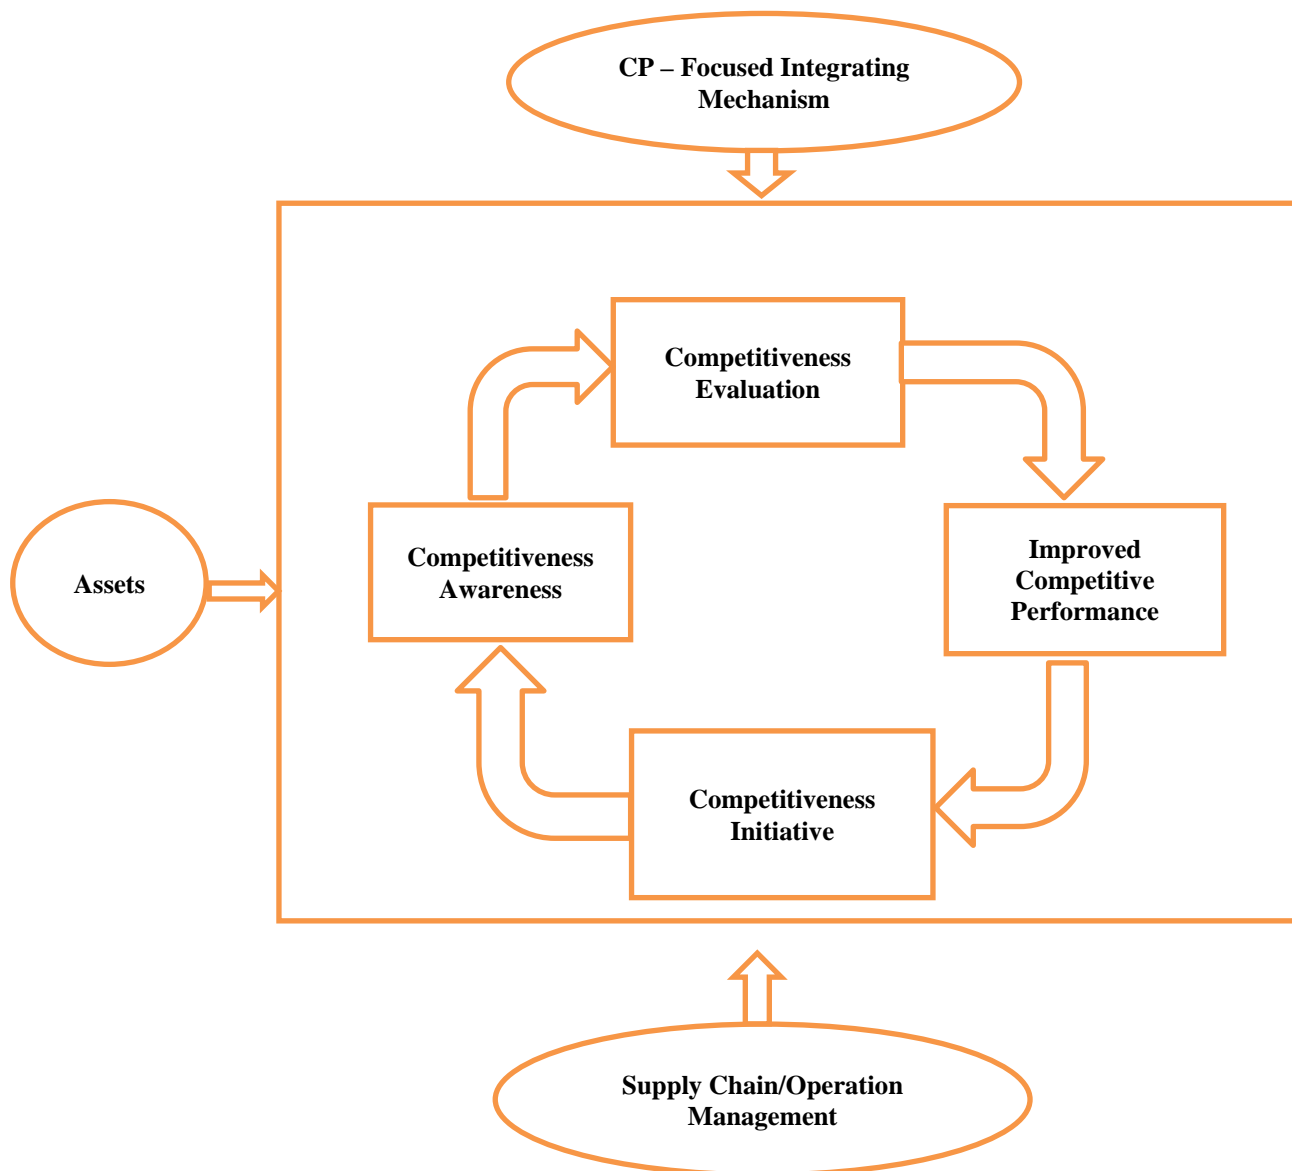 CP – Focused Integrating
Mechanism
Competitiveness
Evaluation
Competitiveness
Awareness
Improved
Competitive
Performance
Assets
Competitiveness
Initiative
Supply Chain/Operation
Management